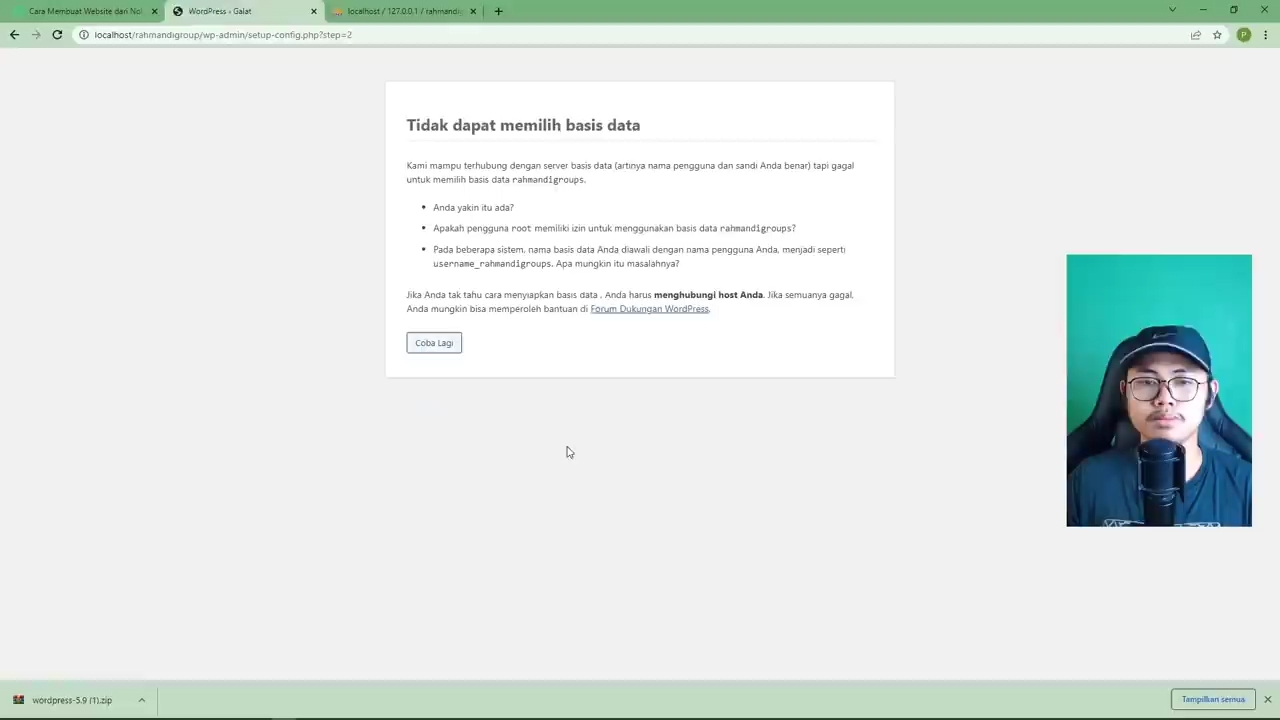 Cara Membuat Website dari Nol
WordPress › Galat
localhost / 127.0.0.1 / rahmandig
localhost/rahmandigroup/wp-admin/setup-config.php?step=2
P
Tidak dapat memilih basis data
Kami mampu terhubung dengan server basis data (artinya nama pengguna dan sandi Anda benar) tapi gagal
untuk memilih basis data rahmandigroups.
Anda yakin itu ada?
Apakah pengguna root memiliki izin untuk menggunakan basis data rahmandigroups?
Pada beberapa sistem, nama basis data Anda diawali dengan nama pengguna Anda, menjadi seperti
username_rahmandigroups. Apa mungkin itu masalahnya?
Jika Anda tak tahu cara menyiapkan basis data , Anda harus menghubungi host Anda. Jika semuanya gagal,
Anda mungkin bisa memperoleh bantuan di Forum Dukungan WordPress.
Coba Lagi
wordpress-5.9 (1).zip
Tampilkan semua